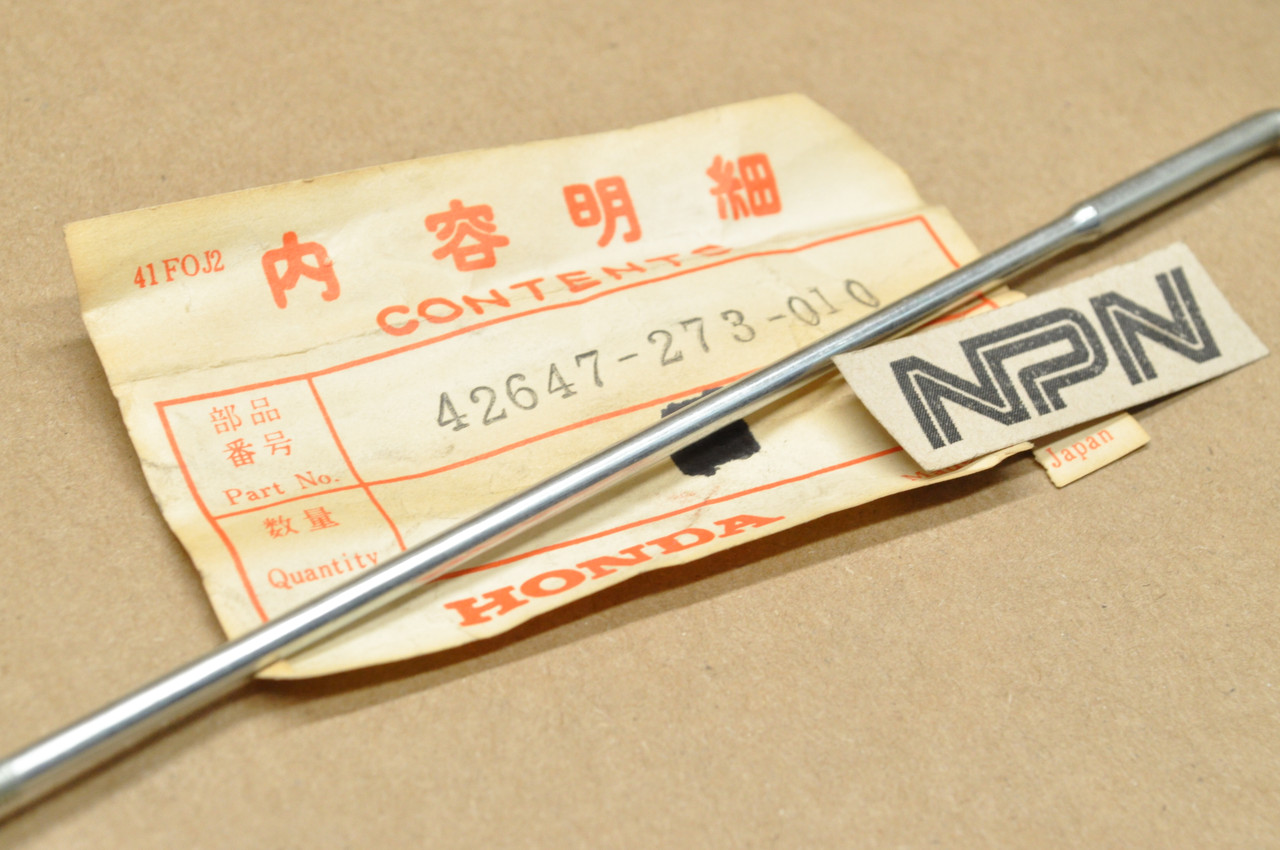 41FOJ2
内容明細
CONTENTS
部品
番号
Part No.
42647-273-010
数量
Quantity
HONDA
Japan
NPN